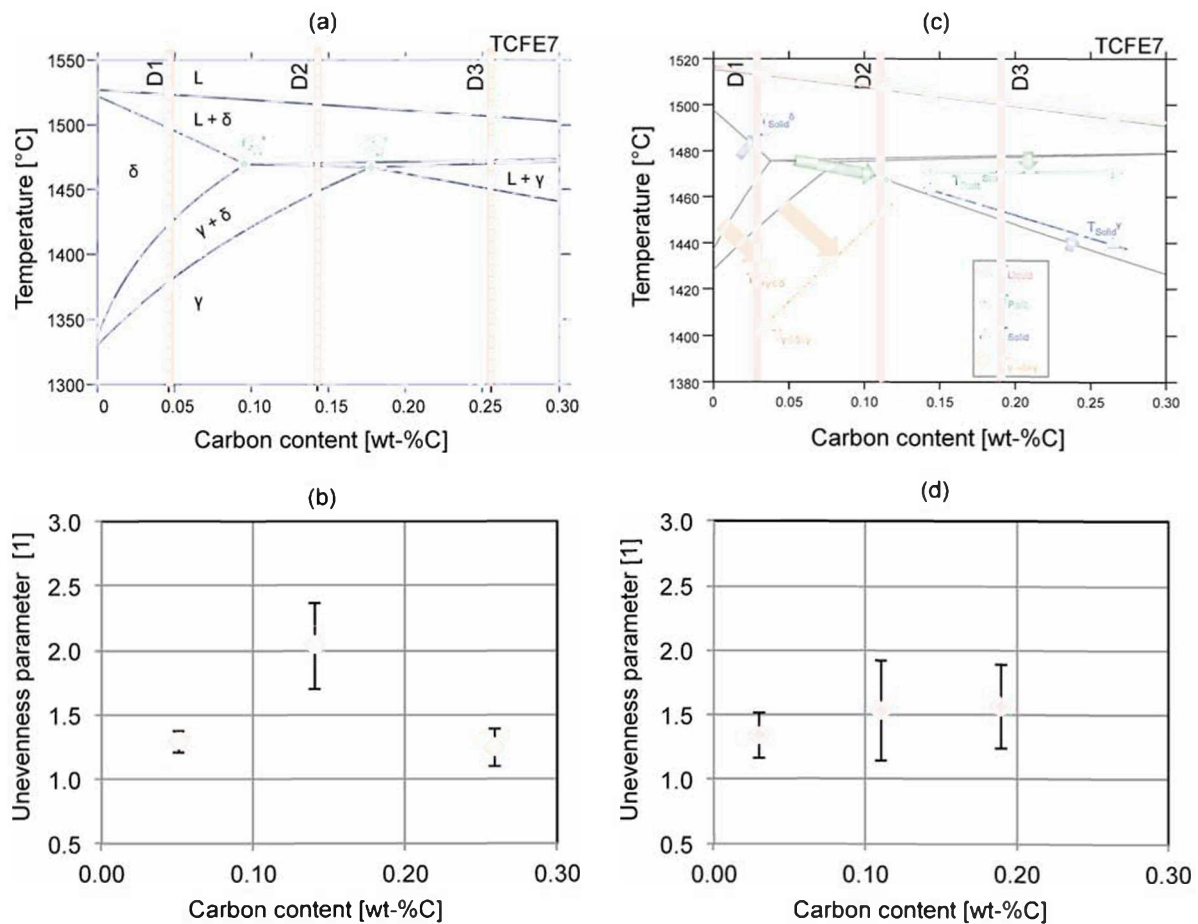 (a)
TCFE7
Temperature [°C]
1550
1500
1450
1400
1350
1300
D1
D2
D3
L
L + δ
δ
γ + δ
L + γ
γ
0
0.05
0.10
0.15
0.20
0.25
0.30
Carbon content [wt-%C]
(c)
TCFE7
Temperature [°C]
1520
1500
1480
1460
1440
1420
1400
1380
D1
D2
D3
TSolidδ
TSolidγ
0
0.05
0.10
0.15
0.20
0.25
0.30
Carbon content [wt-%C]
(b)
Unevenness parameter [1]
3.0
2.5
2.0
1.5
1.0
0.5
0.00
0.10
0.20
0.30
Carbon content [wt-%C]
(d)
Unevenness parameter [1]
3.0
2.5
2.0
1.5
1.0
0.5
0.00
0.10
0.20
0.30
Carbon content [wt-%C]